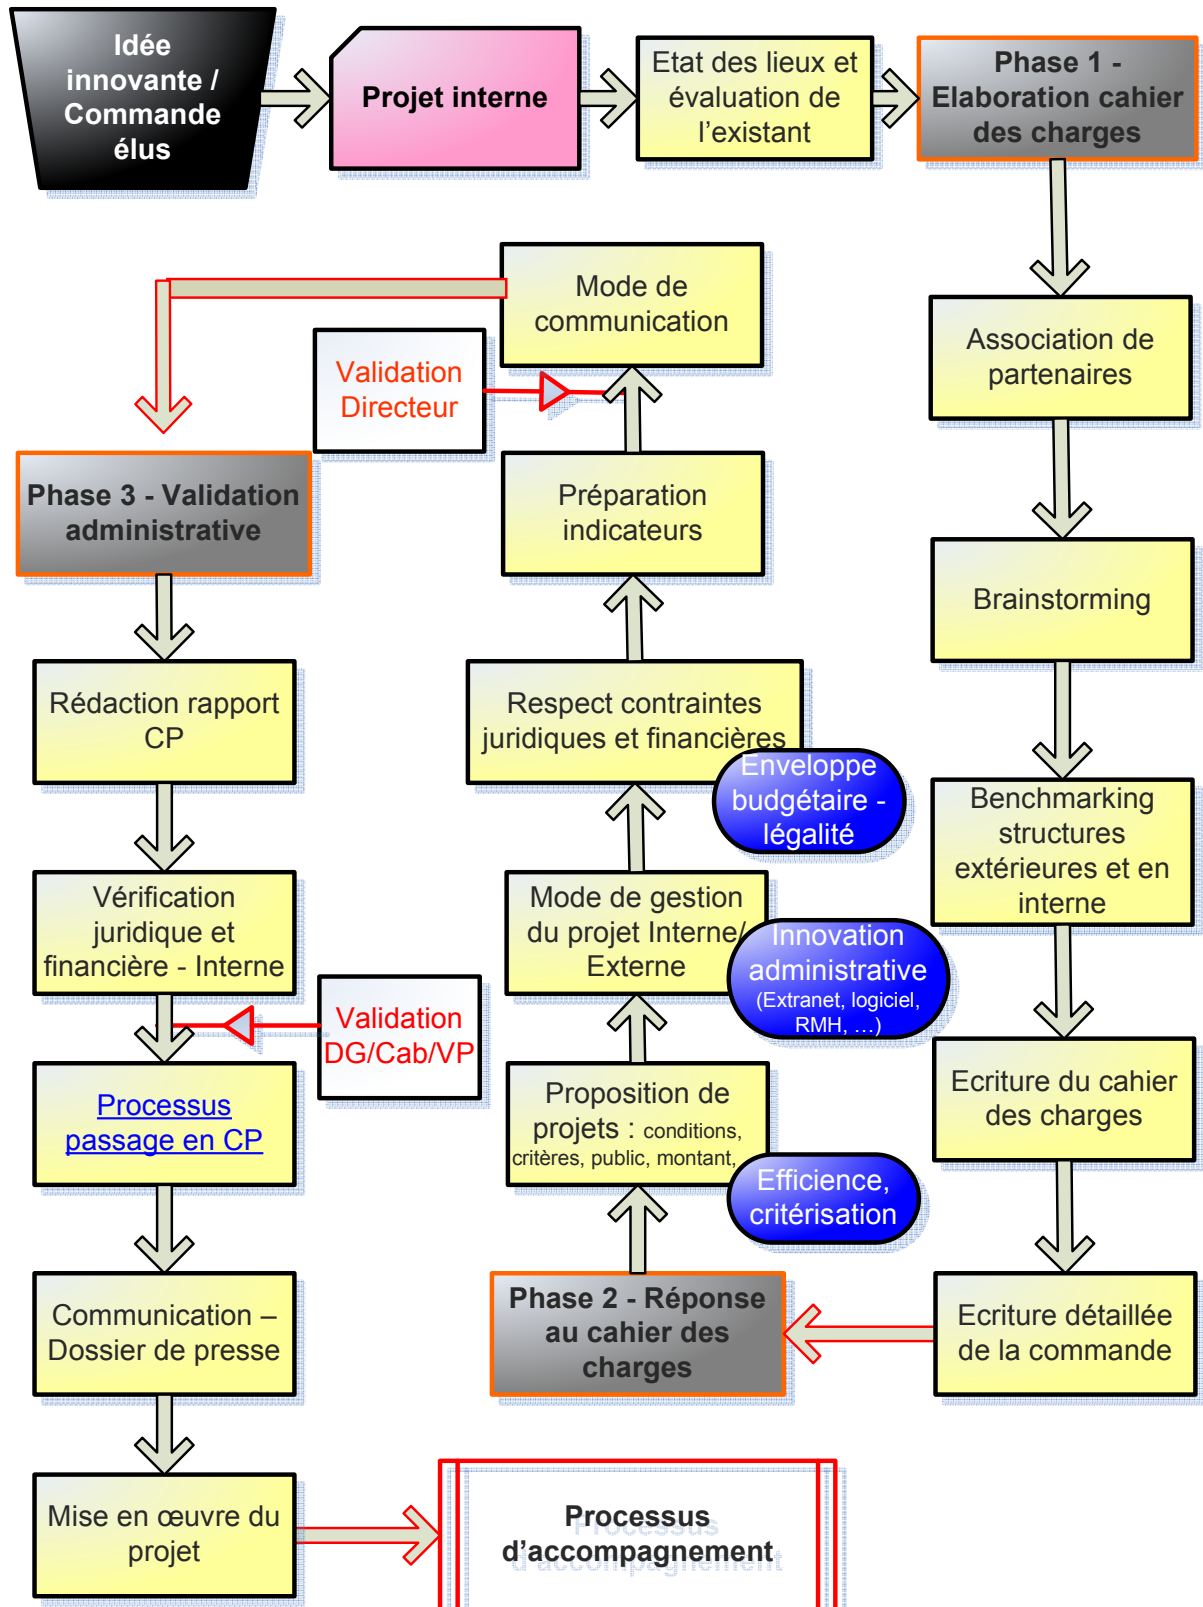 Idée
innovante /
Commande
élus
Projet interne
Etat des lieux et
évaluation de
l'existant
Phase 1 -
Elaboration cahier
des charges
Association de
partenaires
Brainstorming
Benchmarking
structures
extérieures et en
interne
Ecriture du cahier
des charges
Ecriture détaillée
de la commande
Phase 2 - Réponse
au cahier des
charges
Proposition de
projets : conditions,
critères, public, montant,
Efficience,
critérisation
Mode de gestion
du projet Interne/
Externe
Innovation
administrative
(Extranet, logiciel,
RMH, …)
Respect contraintes
juridiques et financières
Enveloppe
budgétaire -
légalité
Préparation
indicateurs
Validation
Directeur
Mode de
communication
Phase 3 - Validation
administrative
Rédaction rapport
CP
Vérification
juridique et
financière - Interne
Validation
DG/Cab/VP
Processus
passage en CP
Communication –
Dossier de presse
Mise en œuvre du
projet
Processus
d'accompagnement